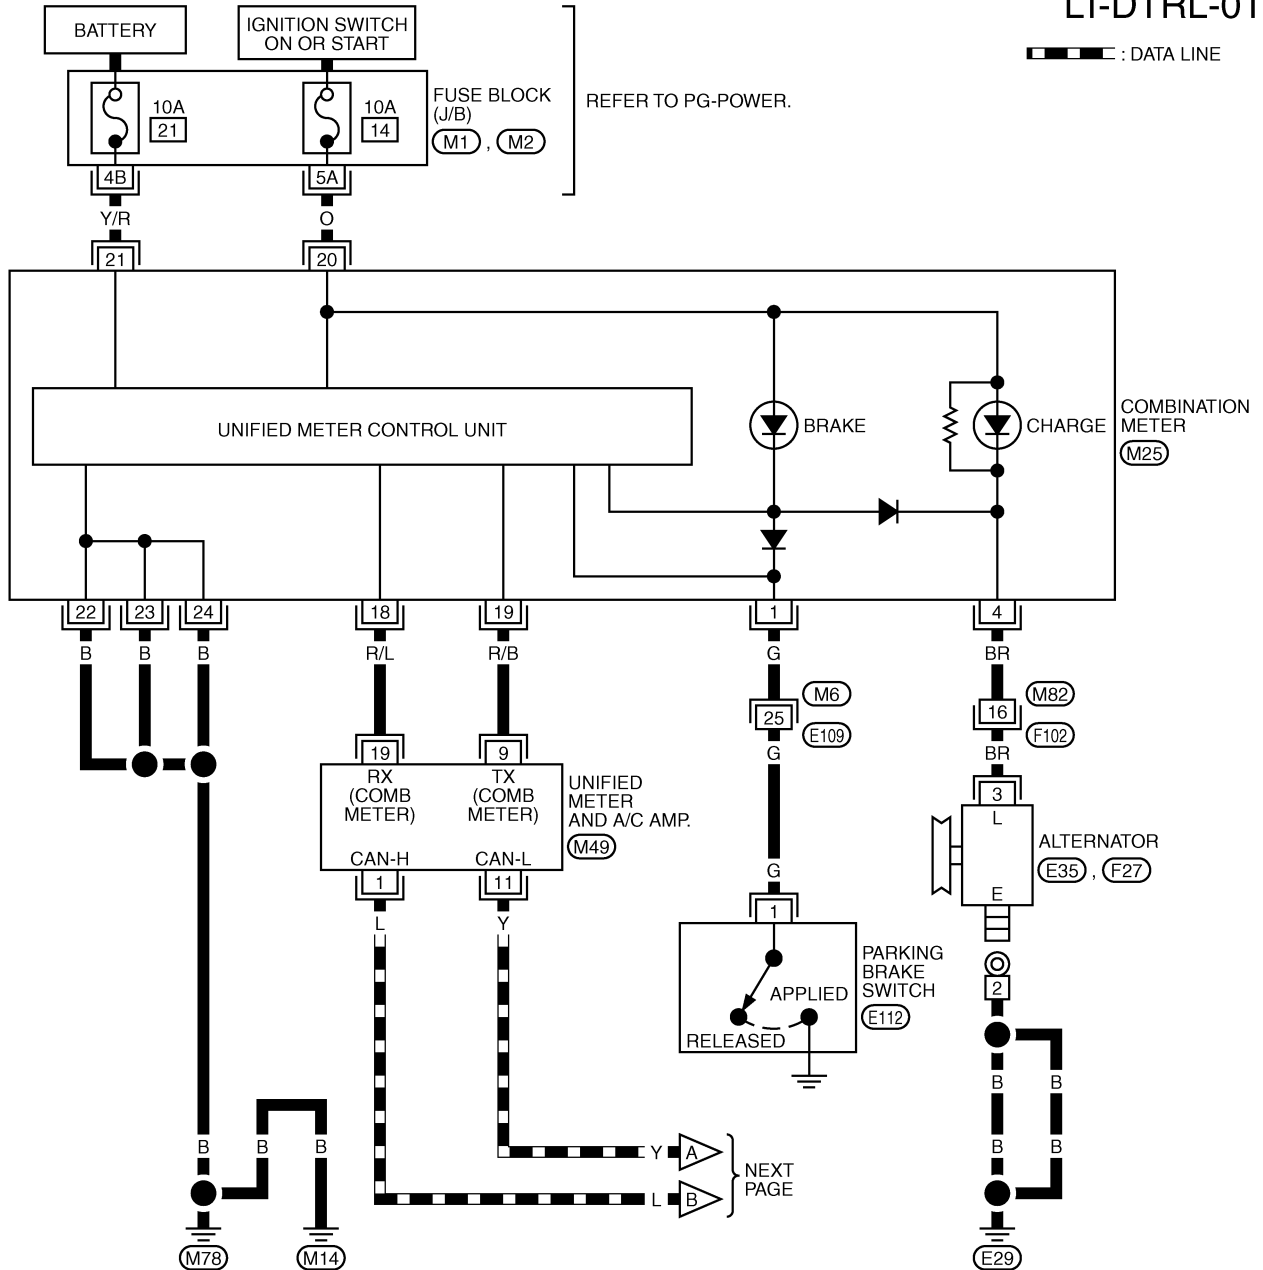 LT-DTRL-01
: DATA LINE
BATTERY
IGNITION SWITCH
ON OR START
10A
21
10A
14
FUSE BLOCK
(J/B)
M1 , M2
REFER TO PG-POWER.
4B
5A
Y/R
O
21
20
UNIFIED METER CONTROL UNIT
BRAKE
CHARGE
COMBINATION
METER
M25
22
23
24
18
19
1
4
B
B
B
R/L
R/B
G
BR
M6
25
E109
M82
16
F102
G
BR
19
9
RX
(COMB
METER)
TX
(COMB
METER)
CAN-H
CAN-L
UNIFIED
METER
AND A/C AMP.
M49
1
11
L
Y
3
L
E
ALTERNATOR
E35 , F27
2
G
1
APPLIED
RELEASED
PARKING
BRAKE
SWITCH
E112
B
B
B
B
B
B
B
Y
A
L
B
NEXT
PAGE
M78
M14
E29